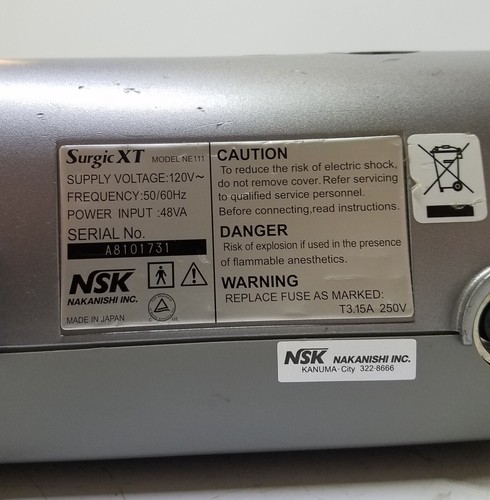 Surgic XT MODEL NE111
SUPPLY VOLTAGE:120V~
FREQUENCY:50/60Hz
POWER INPUT :48VA
SERIAL No.
A8101731
NSK
NAKANISHI INC.
MADE IN JAPAN
CAUTION
To reduce the risk of electric shock,
do not remove cover. Refer servicing
to qualified service personnel.
Before connecting,read instructions.
DANGER
Risk of explosion if used in the presence
of flammable anesthetics.
WARNING
REPLACE FUSE AS MARKED:
T3.15A 250V
NSK NAKANISHI INC.
KANUMA-City 322-8666